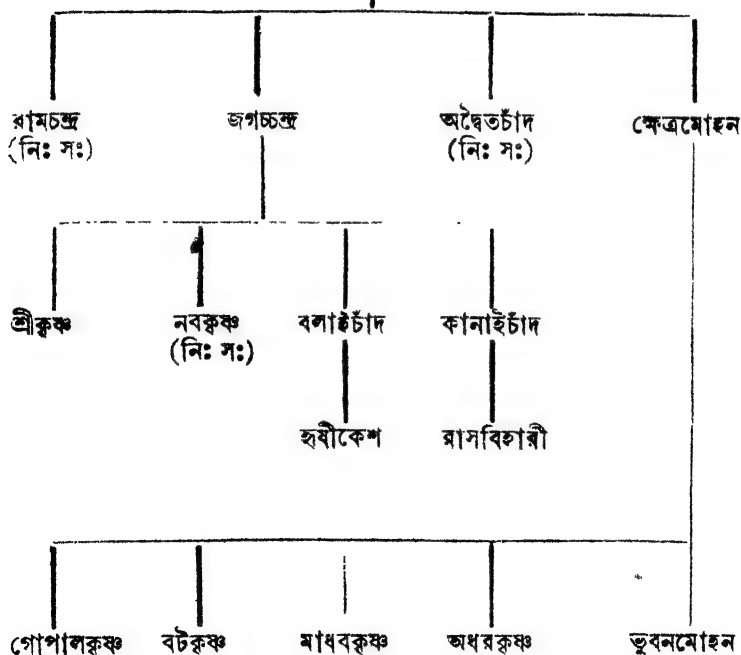 রামচন্দ্র জগচ্চন্দ্র অদ্বৈতচাঁদ ক্ষেত্রমোহন
(নিঃ সঃ) (নিঃ সঃ)
শ্রীকৃষ্ণ নবকৃষ্ণ বলাইচাঁদ কানাইচাঁদ
(নিঃ সঃ)
হৃষীকেশ রাসবিহারী
গোপালকৃষ্ণ বটকৃষ্ণ মাধবকৃষ্ণ অধরকৃষ্ণ ভুবনমোহন